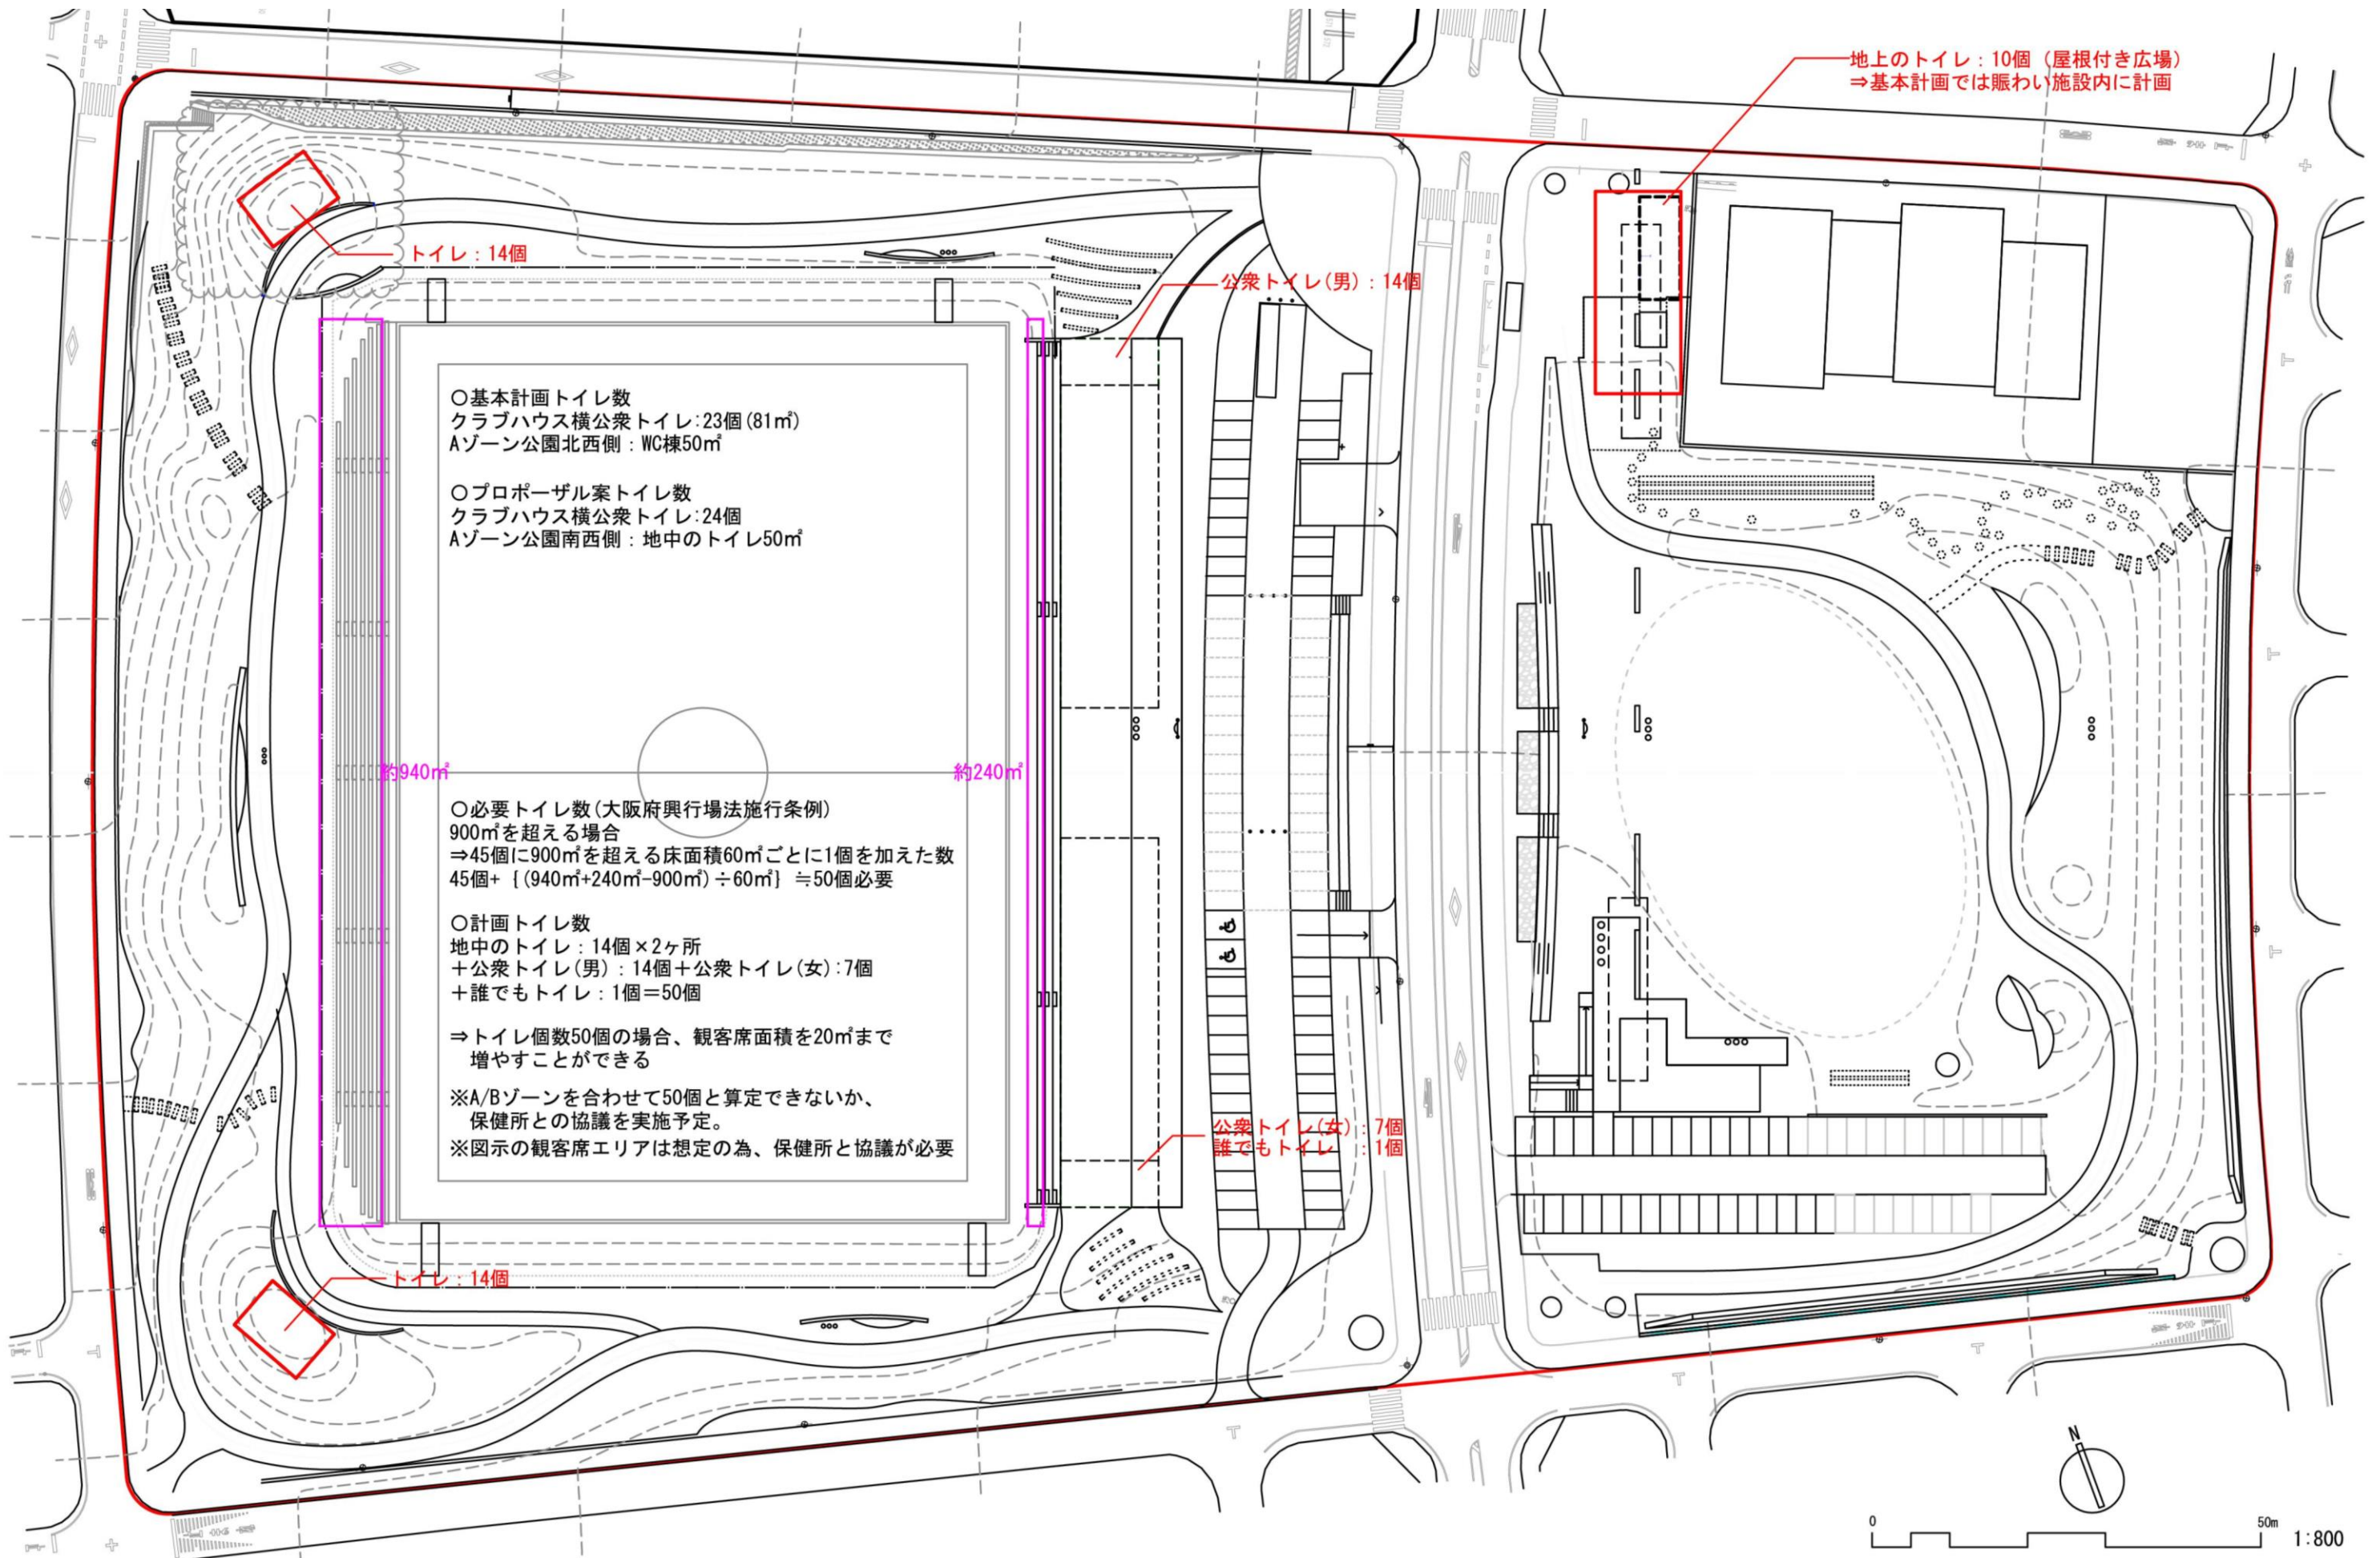 地上のトイレ：10個（屋根付き広場）
⇒基本計画では賑わい施設内に計画
トイレ：14個
公衆トイレ(男)：14個
〇基本計画トイレ数
クラブハウス横公衆トイレ:23個(81㎡)
Aゾーン公園北西側：WC棟50㎡
〇プロポーザル案トイレ数
クラブハウス横公衆トイレ:24個
Aゾーン公園南西側：地中のトイレ50㎡
約940㎡
約240㎡
〇必要トイレ数(大阪府興行場法施行条例)
900㎡を超える場合
⇒45個に900㎡を超える床面積60㎡ごとに1個を加えた数
45個+｛(940㎡+240㎡-900㎡)÷60㎡｝≒50個必要
〇計画トイレ数
地中のトイレ：14個×2ヶ所
＋公衆トイレ(男)：14個＋公衆トイレ(女):7個
＋誰でもトイレ：1個＝50個
⇒トイレ個数50個の場合、観客席面積を20㎡まで
増やすことができる
※A/Bゾーンを合わせて50個と算定できないか、
保健所との協議を実施予定。
※図示の観客席エリアは想定の為、保健所と協議が必要
公衆トイレ(女)：7個
誰でもトイレ　：1個
トイレ：14個
N
0
50m
1:800